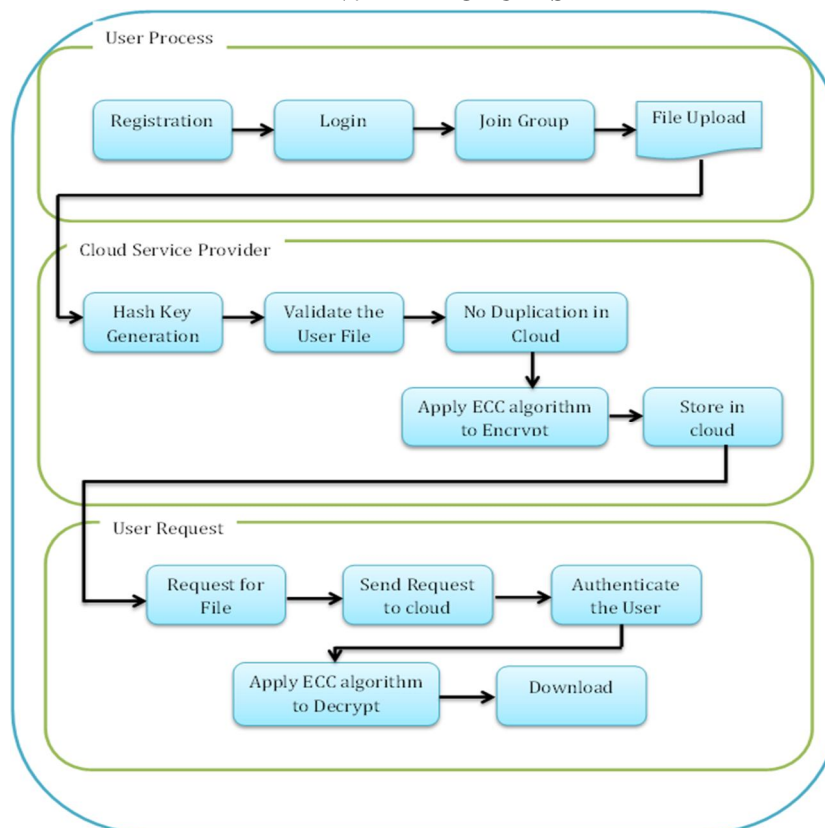 User Process
Registration
Login
Join Group
File Upload
Cloud Service Provider
Hash Key
Generation
Validate the
User File
No Duplication in
Cloud
Apply ECC algorithm
to Encrypt
Store in
cloud
User Request
Request for
File
Send Request
to cloud
Authenticate
the User
Apply ECC algorithm
to Decrypt
Download